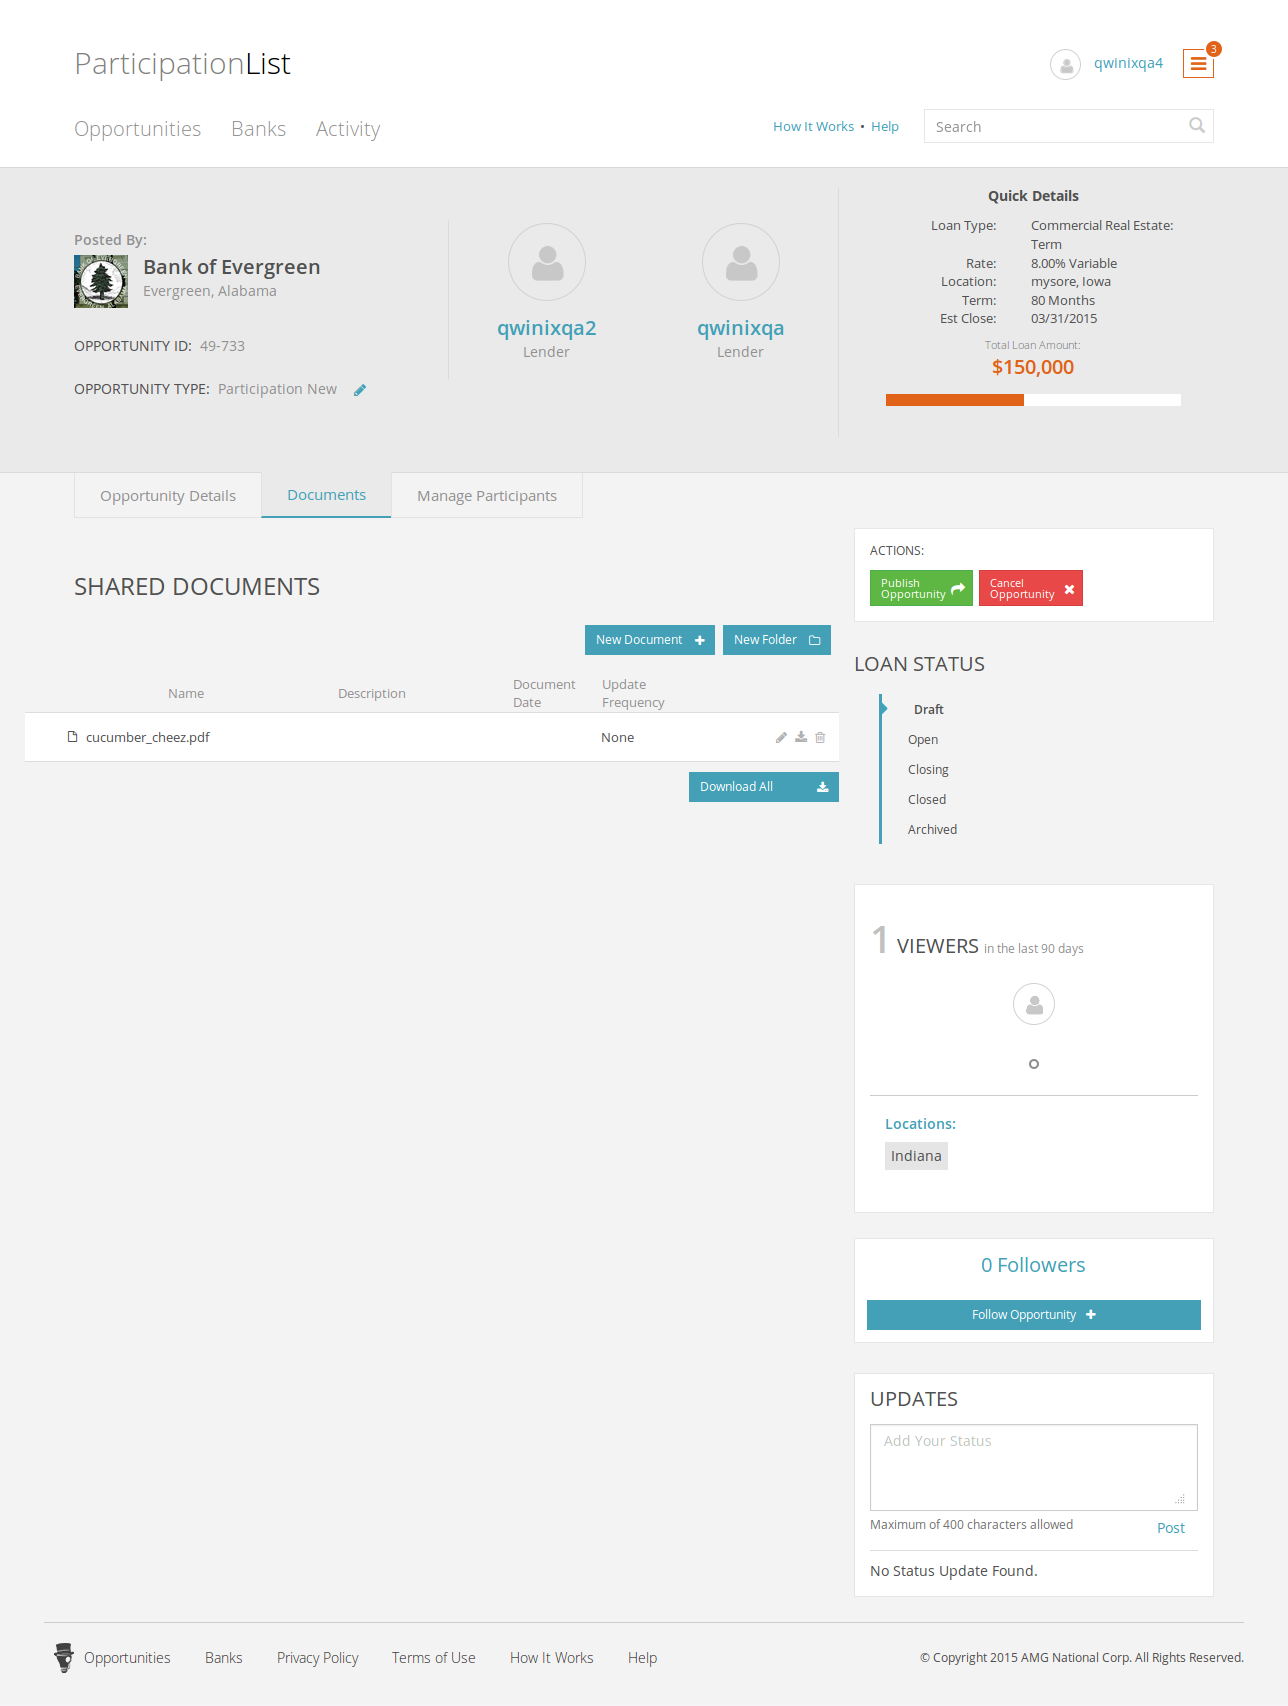 ParticipationList
qwinixqa4
3
Opportunities Banks Activity
How It Works • Help
Search
Posted By:
Bank of Evergreen
Evergreen, Alabama
OPPORTUNITY ID: 49-733
OPPORTUNITY TYPE: Participation New
qwinixqa2
Lender
qwinixqa
Lender
Quick Details
Loan Type: Commercial Real Estate: Term
Rate: 8.00% Variable
Location: mysore, Iowa
Term: 80 Months
Est Close: 03/31/2015
Total Loan Amount:
$150,000
Opportunity Details
Documents
Manage Participants
SHARED DOCUMENTS
New Document
New Folder
Name Description Document Date Update Frequency
cucumber_cheez.pdf None
Download All
ACTIONS:
Publish Opportunity
Cancel Opportunity
LOAN STATUS
Draft
Open
Closing
Closed
Archived
1 VIEWERS in the last 90 days
Locations:
Indiana
0 Followers
Follow Opportunity
UPDATES
Add Your Status
Maximum of 400 characters allowed
Post
No Status Update Found.
Opportunities Banks Privacy Policy Terms of Use How It Works Help
© Copyright 2015 AMG National Corp. All Rights Reserved.